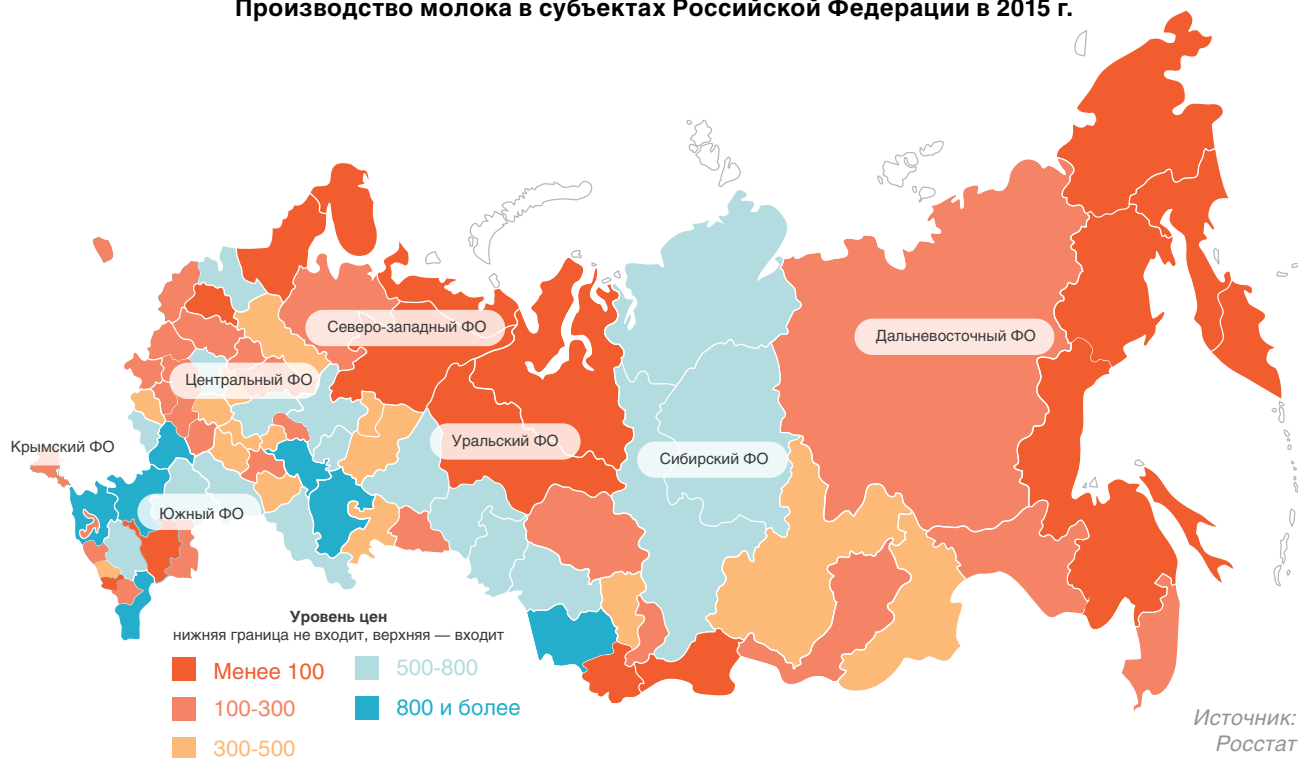 Производство молока в субъектах Российской Федерации в 2015 г.
Северо-западный ФО
Дальневосточный ФО
Центральный ФО
Крымский ФО
Уральский ФО
Сибирский ФО
Южный ФО
Уровень цен
нижняя граница не входит, верхняя — входит
Менее 100
500-800
100-300
800 и более
300-500
Источник:
Росстат